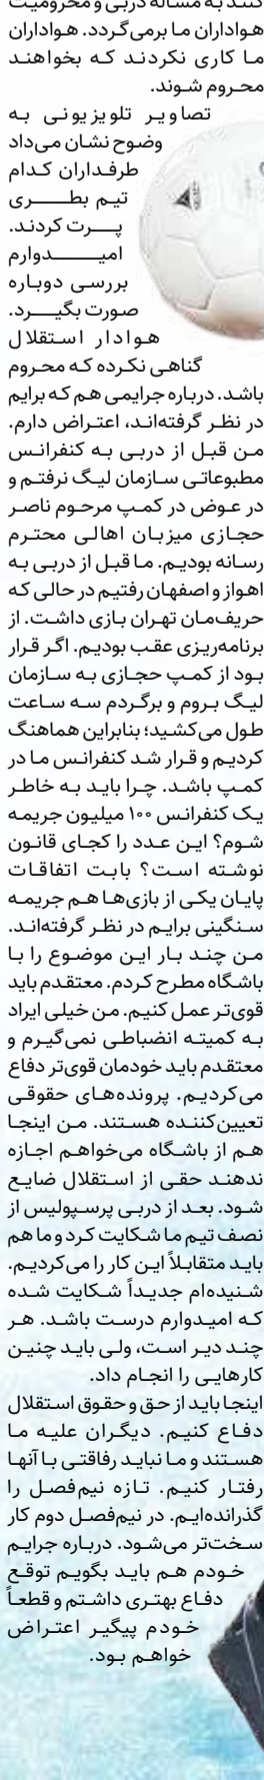 کنند به مساله دربی و محرومیت
هواداران ما برمی‌گردد. هواداران
ما کاری نکردند که بخواهند
محروم شوند.
تصاویر تلویزیونی به
وضوح نشان می‌داد
طرفداران کدام
تیم بطری
پرت کردند.
امیدوارم
بررسی دوباره
صورت بگیرد.
هوادار استقلال
گناهی نکرده که محروم
باشد. درباره جرایمی هم که برایم
در نظر گرفته‌اند، اعتراض دارم.
من قبل از دربی به کنفرانس
مطبوعاتی سازمان لیگ نرفتم و
در عوض در کمپ مرحوم ناصر
حجازی میزبان اهالی محترم
رسانه بودیم. ما قبل از دربی به
اهواز و اصفهان رفتیم در حالی که
حریف‌مان تهران بازی داشت. از
برنامه‌ریزی عقب بودیم. اگر قرار
بود از کمپ حجازی به سازمان
لیگ بروم و برگردم سه ساعت
طول می‌کشید؛ بنابراین هماهنگ
کردیم و قرار شد کنفرانس ما در
کمپ باشد. چرا باید به خاطر
یک کنفرانس ۱۰۰ میلیون جریمه
شوم؟ این عدد را کجای قانون
نوشته است؟ بابت اتفاقات
پایان یکی از بازی‌ها هم جریمه
سنگینی برایم در نظر گرفته‌اند.
من چند بار این موضوع را با
باشگاه مطرح کردم. معتقدم باید
قوی‌تر عمل کنیم. من خیلی ایراد
به کمیته انضباطی نمی‌گیرم و
معتقدم باید خودمان قوی‌تر دفاع
می‌کردیم. پرونده‌های حقوقی
تعیین‌کننده هستند. من اینجا
هم از باشگاه می‌خواهم اجازه
ندهند حقی از استقلال ضایع
شود. بعد از دربی پرسپولیس از
نصف تیم ما شکایت کرد و ما هم
باید متقابلاً این کار را می‌کردیم.
شنیده‌ام جدیداً شکایت شده
که امیدوارم درست باشد. هر
چند دیر است، ولی باید چنین
کارهایی را انجام داد.
اینجا باید از حق و حقوق استقلال
دفاع کنیم. دیگران علیه ما
هستند و ما نباید رفاقتی با آنها
رفتار کنیم. تازه نیم‌فصل را
گذرانده‌ایم. در نیم‌فصل دوم کار
سخت‌تر می‌شود. درباره جرایم
خودم هم باید بگویم توقع
دفاع بهتری داشتم و قطعاً
خودم پیگیر اعتراض
خواهم بود.